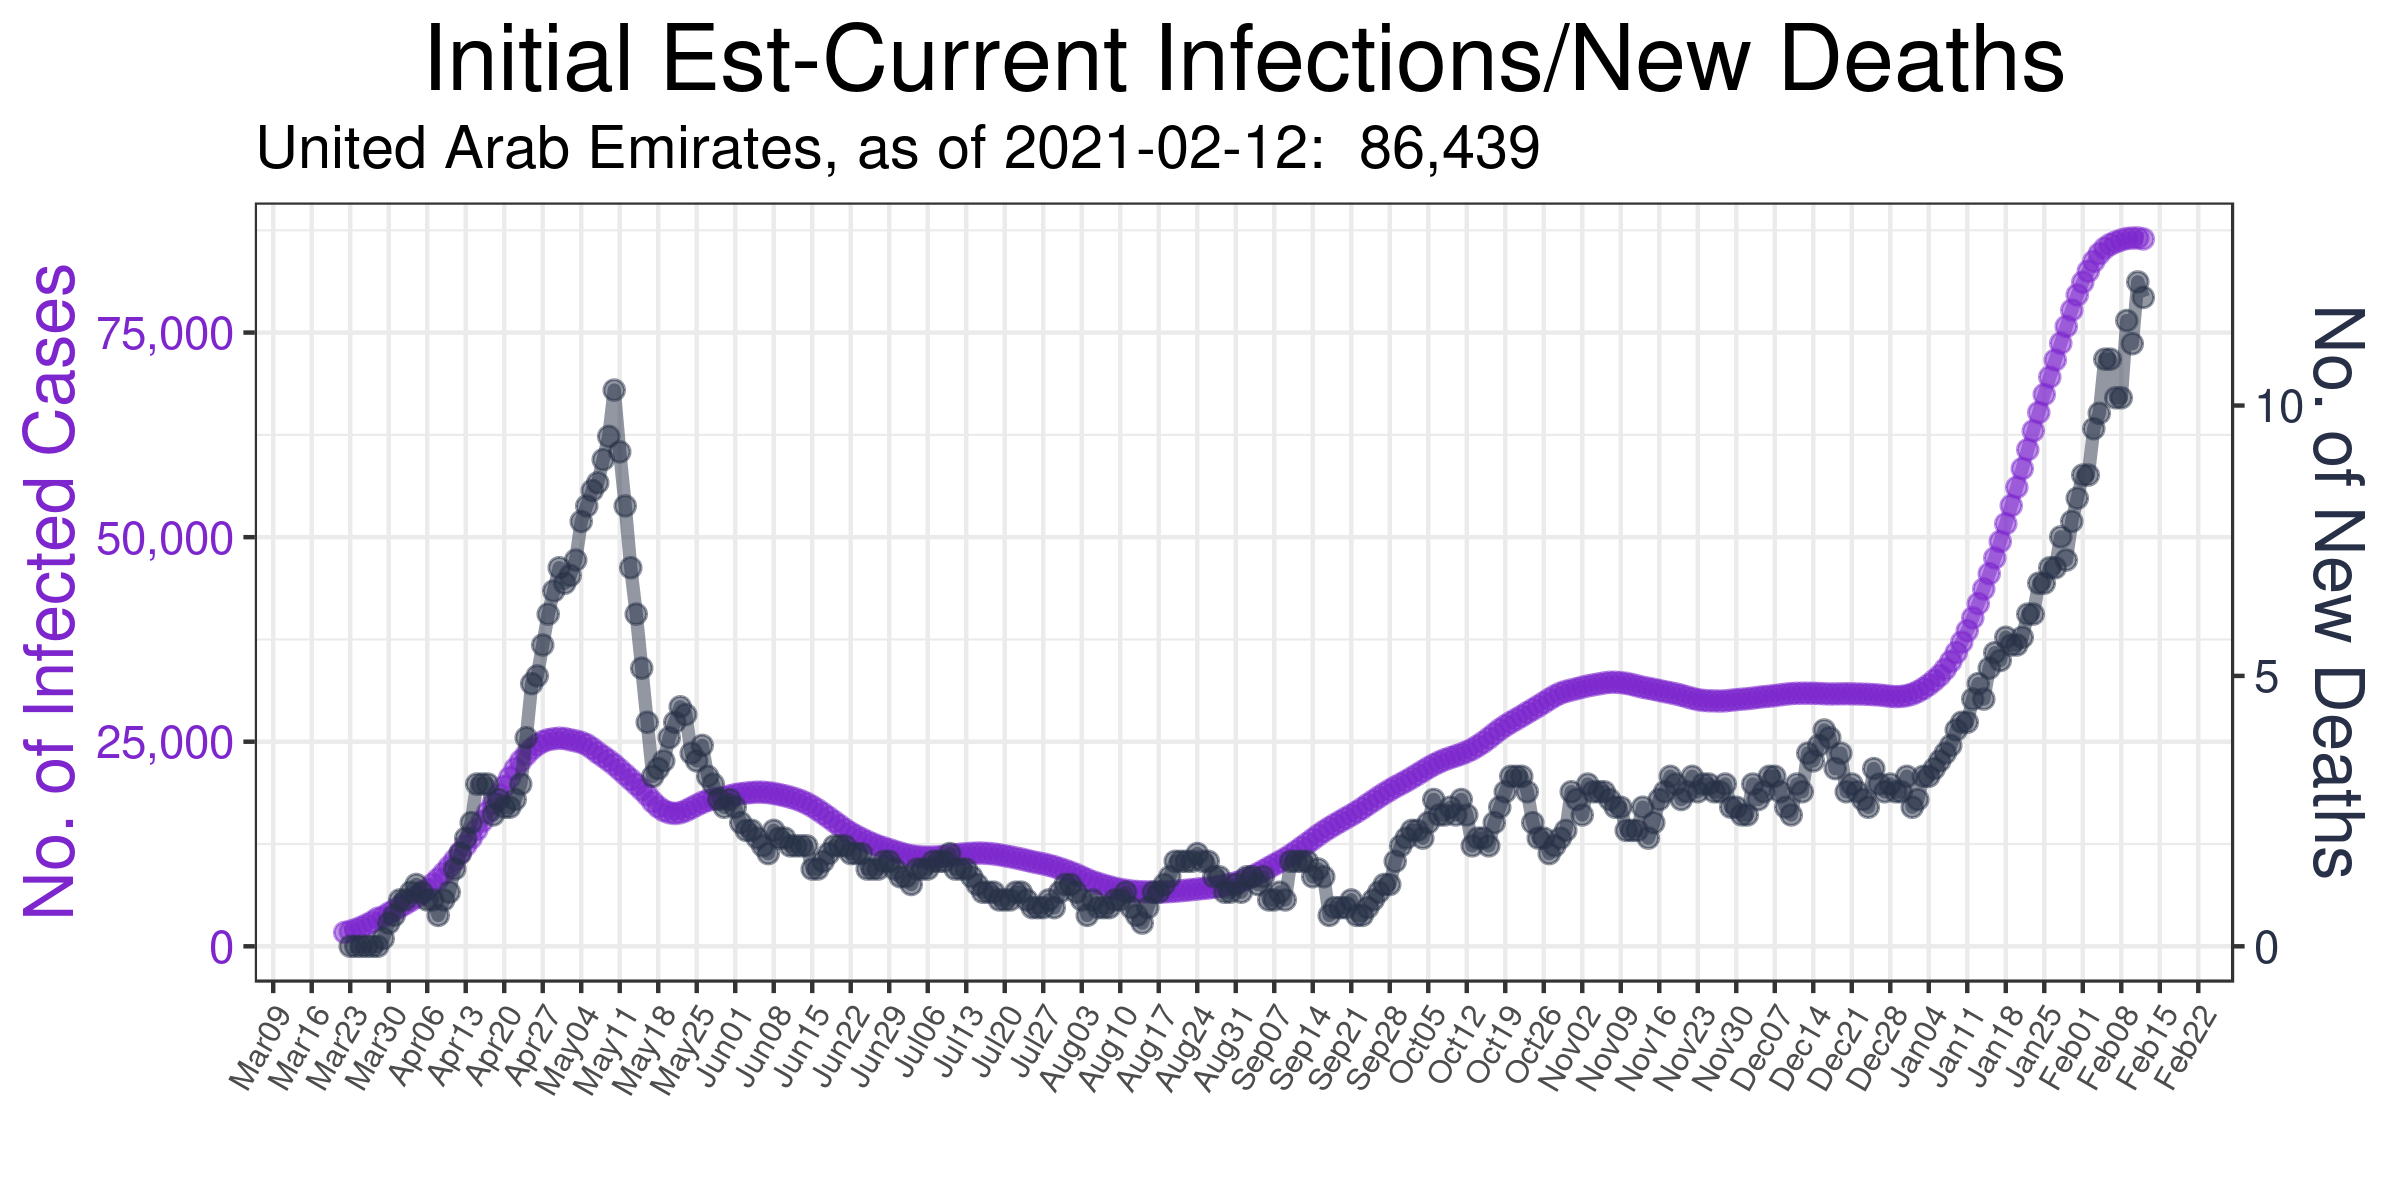 Initial Est-Current Infections/New Deaths
United Arab Emirates, as of 2021-02-12:  86,439
No. of Infected Cases
75,000
50,000
25,000
0
10
5
0
No. of New Deaths
Mar09
Mar16
Mar23
Mar30
Apr06
Apr13
Apr20
Apr27
May04
May11
May18
May25
Jun01
Jun08
Jun15
Jun22
Jun29
Jul06
Jul13
Jul20
Jul27
Aug03
Aug10
Aug17
Aug24
Aug31
Sep07
Sep14
Sep21
Sep28
Oct05
Oct12
Oct19
Oct26
Nov02
Nov09
Nov16
Nov23
Nov30
Dec07
Dec14
Dec21
Dec28
Jan04
Jan11
Jan18
Jan25
Feb01
Feb08
Feb15
Feb22